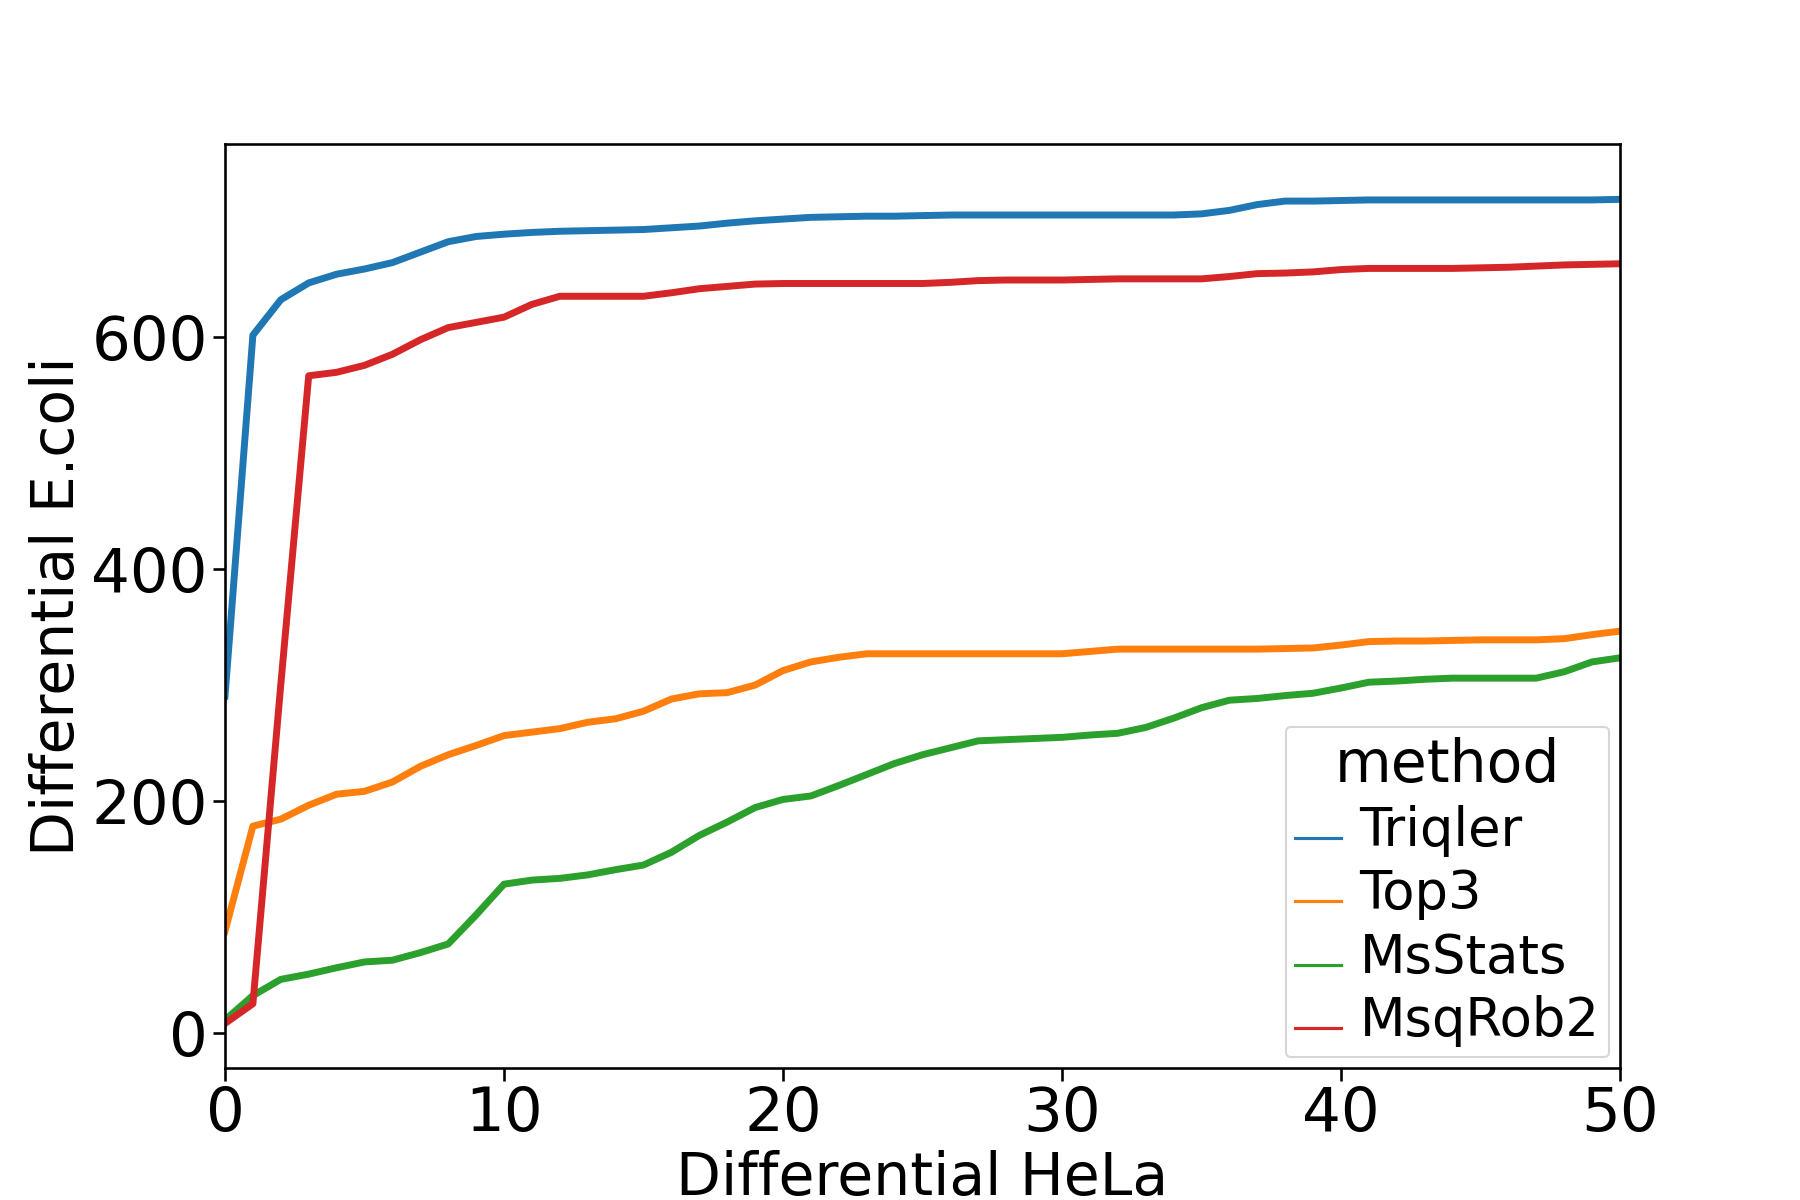 Differential E.coli
600
400
200
0
0 10 20 30 40 50
Differential HeLa
method
Triqler
Top3
MsStats
MsqRob2